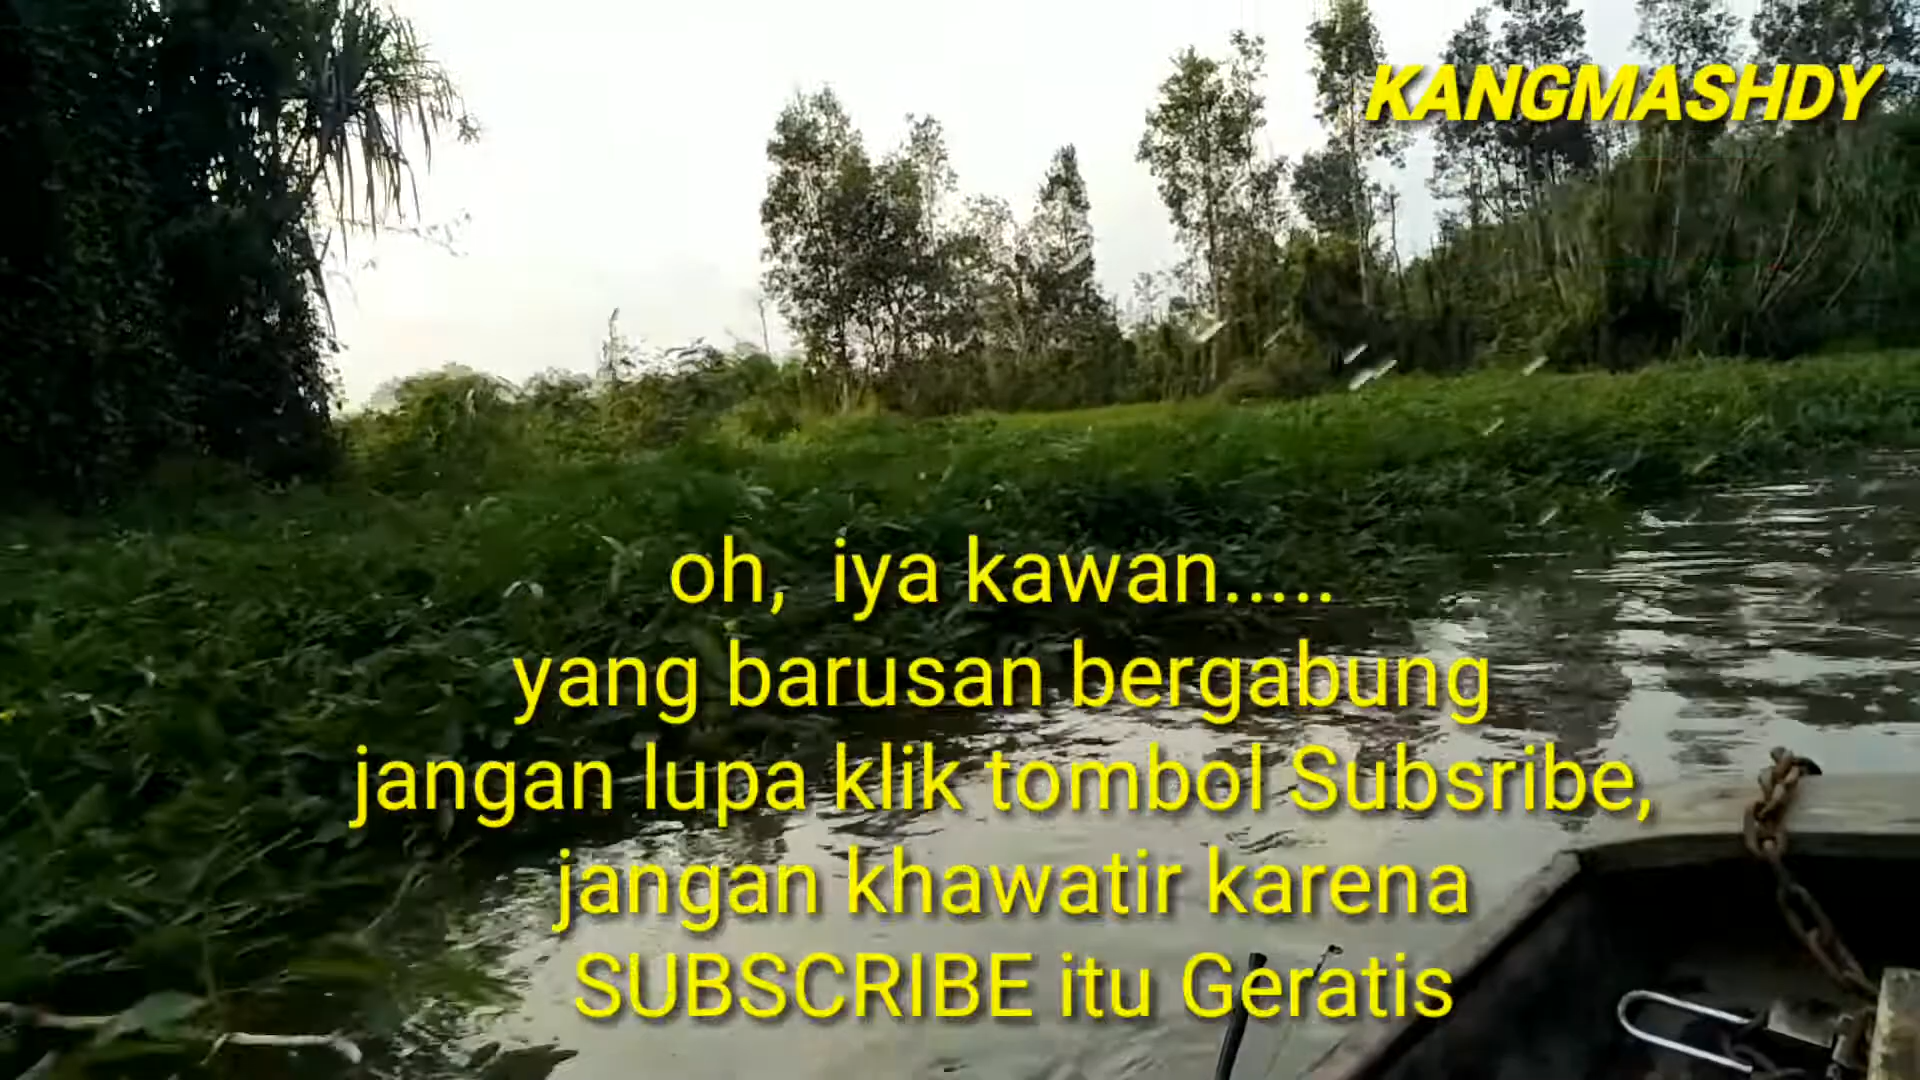 KANGMASHDY
oh, iya kawan.....
yang barusan bergabung
jangan lupa klik tombol Subsribe,
jangan khawatir karena
SUBSCRIBE itu Geratis